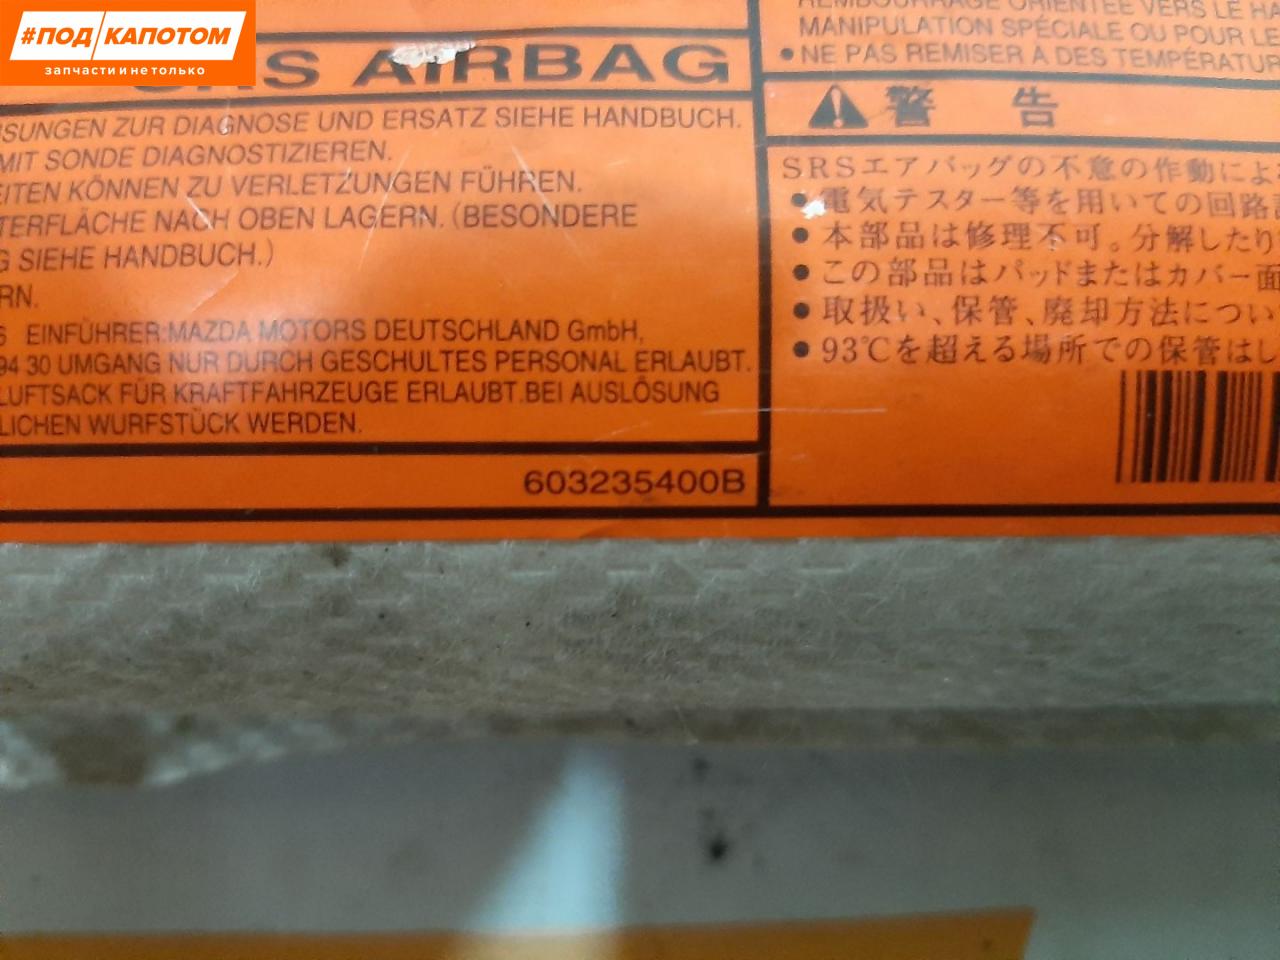 #ПОД КАПОТОМ
запчасти и не только
SRS AIRBAG
ZUR DIAGNOSE UND ERSATZ SIEHE HANDBUCH.
MIT SONDE DIAGNOSTIZIEREN.
KÖNNEN ZU VERLETZUNGEN FÜHREN.
NACH OBEN LAGERN. (BESONDERE
SIEHE HANDBUCH.)
RN.
EINFÜHRER:MAZDA MOTORS DEUTSCHLAND GmbH,
94 30 UMGANG NUR DURCH GESCHULTES PERSONAL ERLAUBT.
LUFTSACK FÜR KRAFTFAHRZEUGE ERLAUBT.BEI AUSLÖSUNG
LICHEN WURFSTÜCK WERDEN.
603235400B
REMBOURRAGE ORIENTÉE VERS LE HA
MANIPULATION SPÉCIALE OU POUR LE
• NE PAS REMISER À DES TEMPÉRATUR
警 告
SRSエアバッグの不意の作動によ
● 電気テスター等を用いての回路
● 本部品は修理不可。分解したり
● この部品はパッドまたはカバー面
● 取扱い、保管、廃却方法につい
● 93℃を超える場所での保管はし